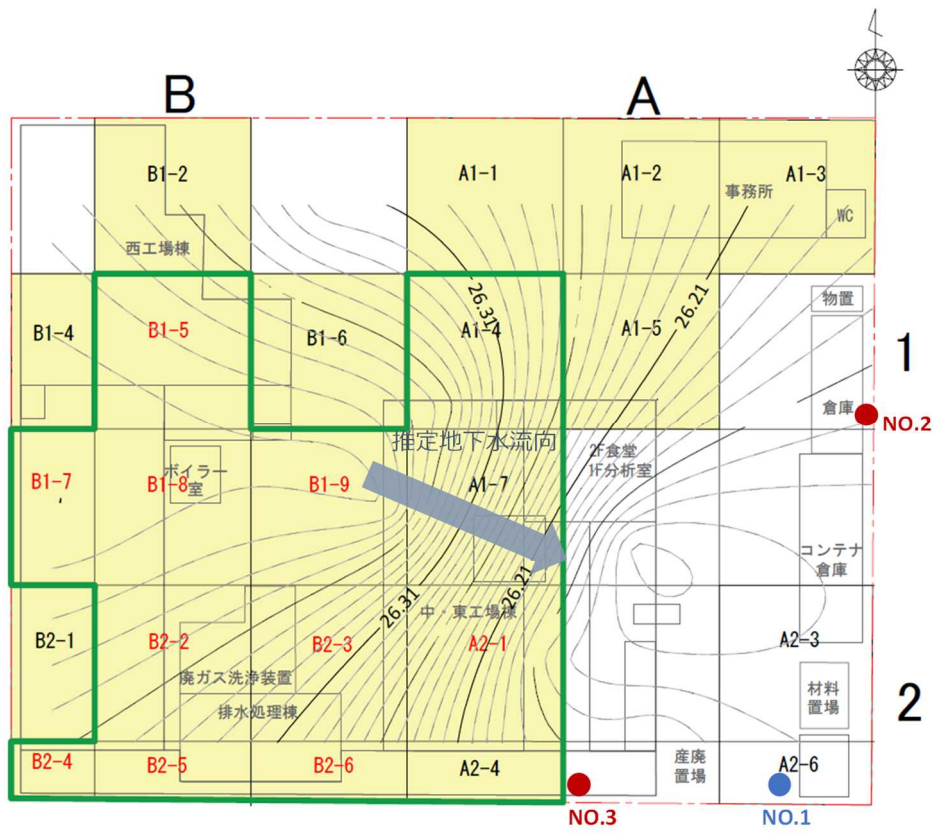 B
A
B1-2
A1-1
A1-2
A1-3
事務所
WC
西工場棟
26.31
26.21
物置
B1-4
B1-5
B1-6
A1-4
A1-5
1
倉庫
NO.2
推定地下水流向
2F食堂
1F分析室
B1-7
ボイラー
室
B1-8
B1-9
A1-7
コンテナ
倉庫
26.31
26.21
中・東工場棟
B2-1
B2-2
B2-3
A2-1
A2-3
廃ガス洗浄装置
材料
置場
2
排水処理棟
B2-4
B2-5
B2-6
A2-4
産廃
置場
A2-6
NO.3
NO.1